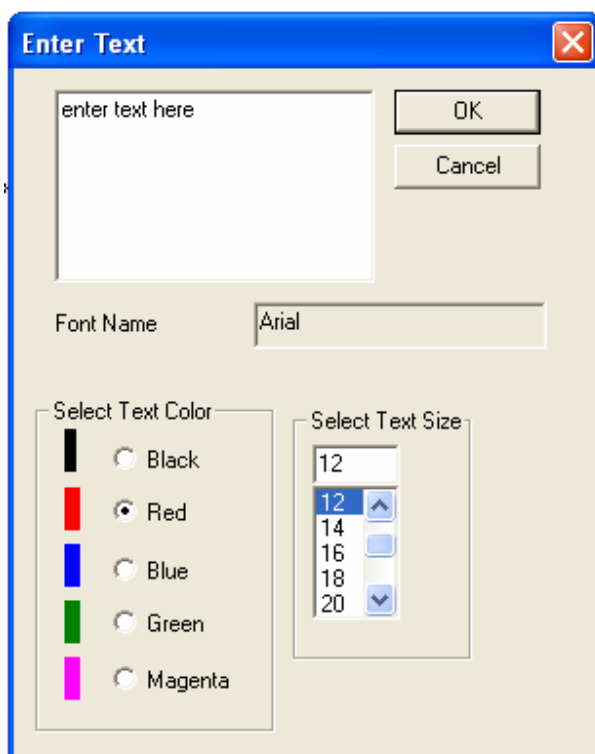 Enter Text
enter text here
OK
Cancel
Font Name
Arial
Select Text Color
Black
Red
Blue
Green
Magenta
Select Text Size
12
12
14
16
18
20